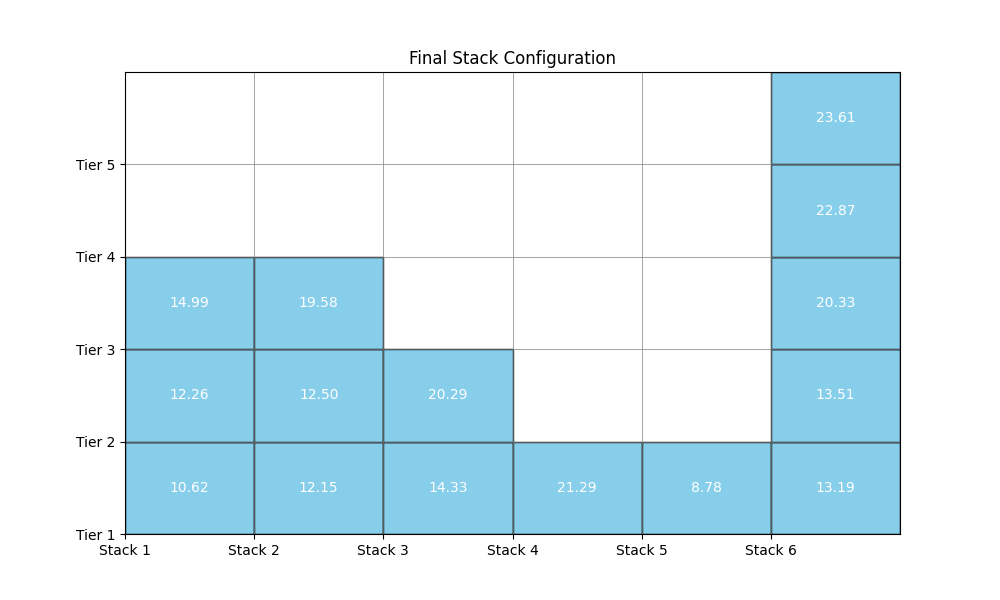 Final Stack Configuration
23.61
Tier 5
22.87
Tier 4
14.99 19.58 20.33
Tier 3
12.26 12.50 20.29 13.51
Tier 2
10.62 12.15 14.33 21.29 8.78 13.19
Tier 1
Stack 1 Stack 2 Stack 3 Stack 4 Stack 5 Stack 6